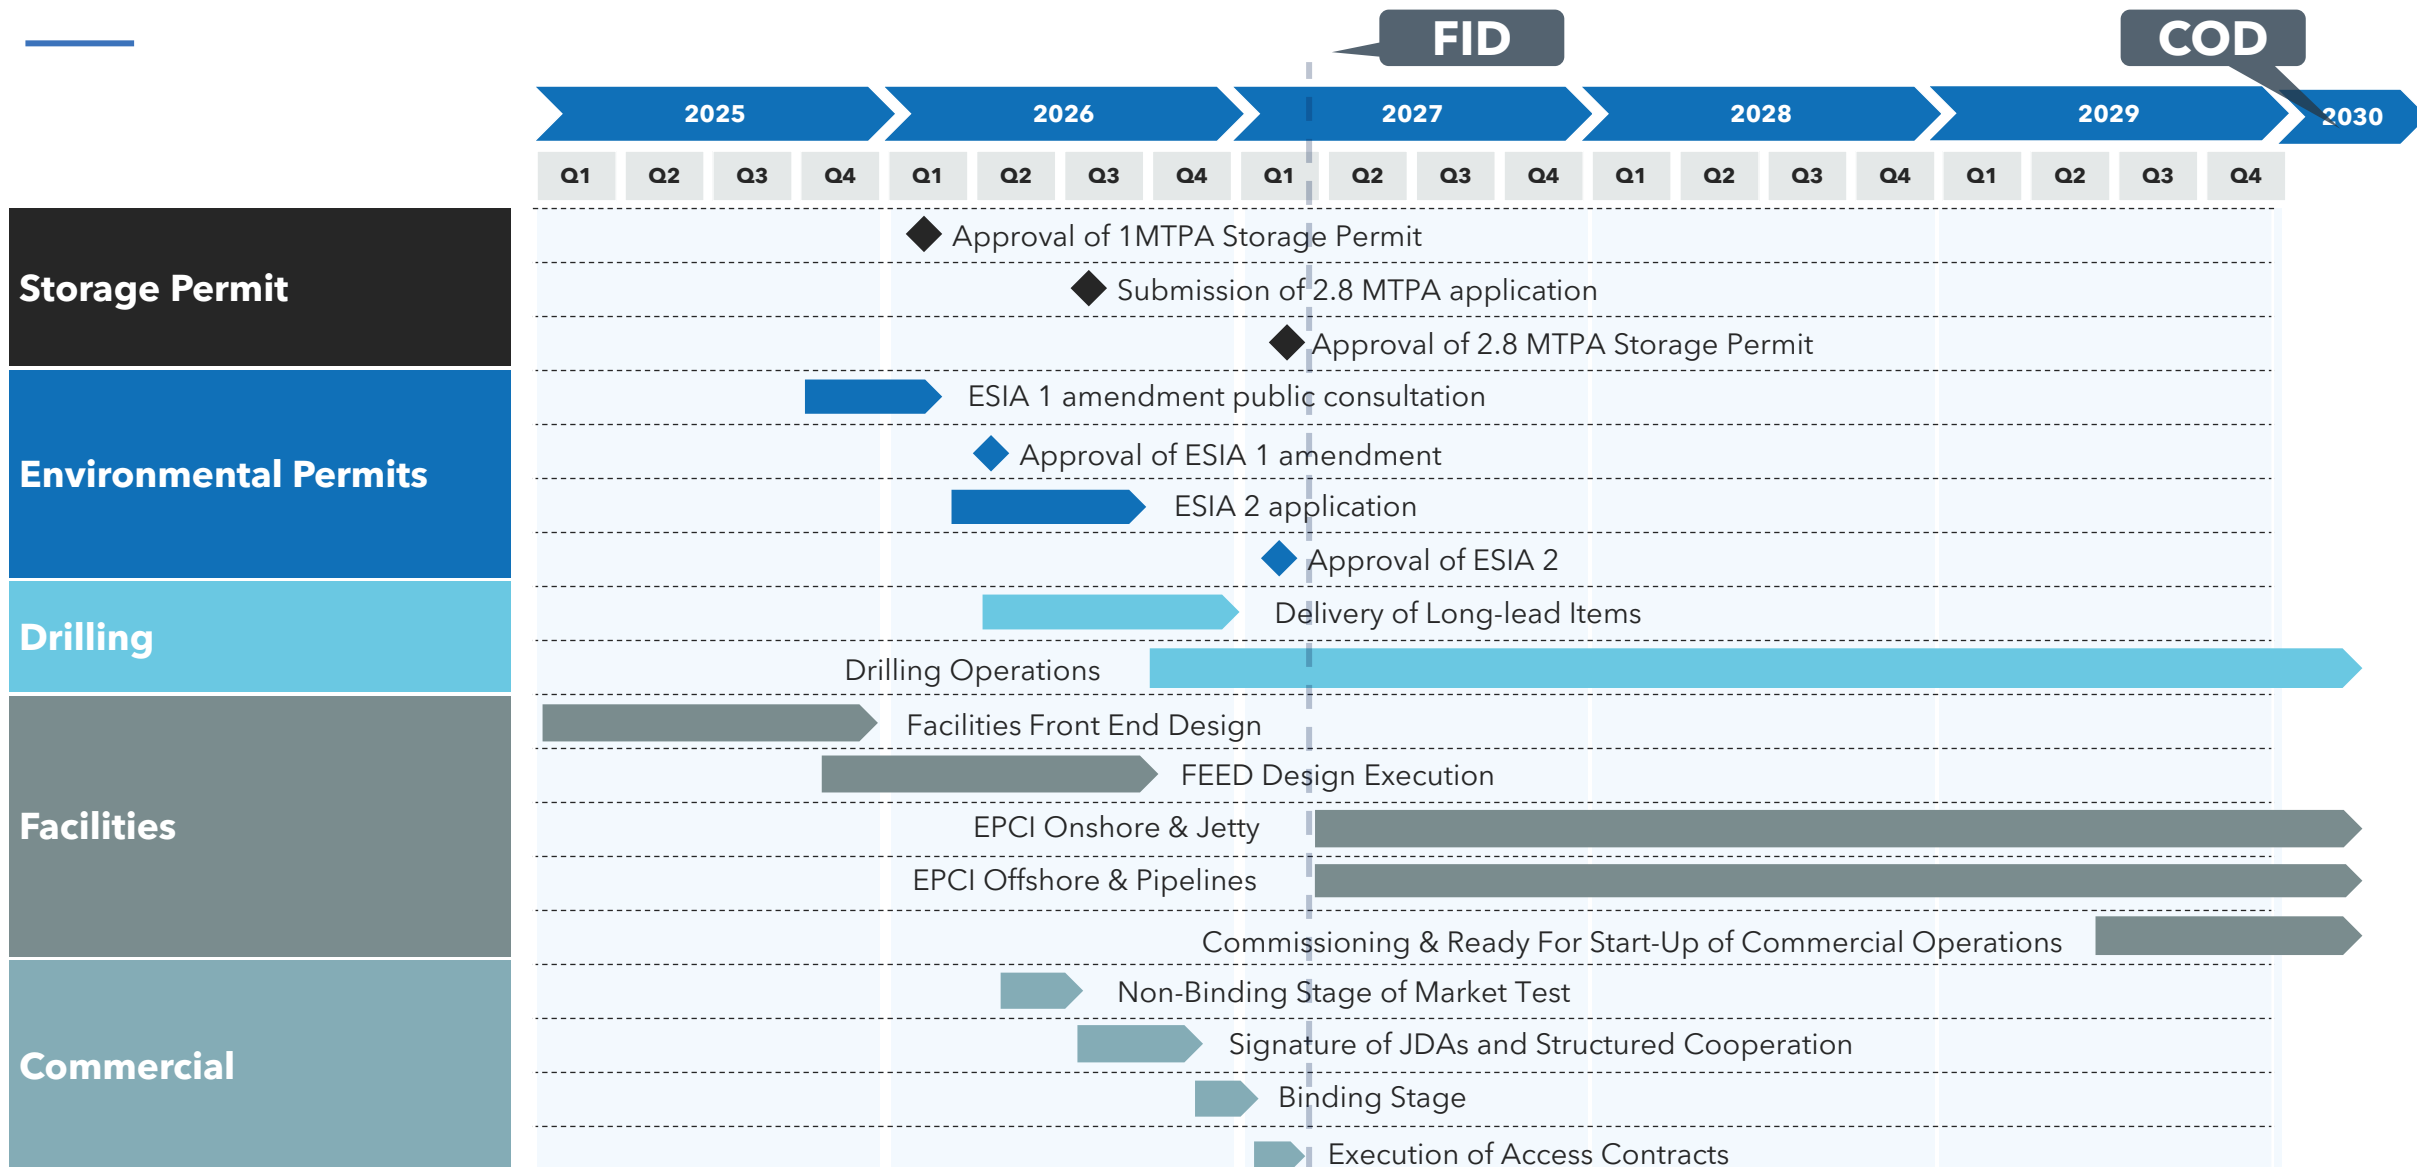 FID
COD
2025
2026
2027
2028
2029
2030
Q1 Q2 Q3 Q4 Q1 Q2 Q3 Q4 Q1 Q2 Q3 Q4 Q1 Q2 Q3 Q4 Q1 Q2 Q3 Q4
Storage Permit
Approval of 1MTPA Storage Permit
Submission of 2.8 MTPA application
Approval of 2.8 MTPA Storage Permit
Environmental Permits
ESIA 1 amendment public consultation
Approval of ESIA 1 amendment
ESIA 2 application
Approval of ESIA 2
Drilling
Delivery of Long-lead Items
Drilling Operations
Facilities
Facilities Front End Design
FEED Design Execution
EPCI Onshore & Jetty
EPCI Offshore & Pipelines
Commissioning & Ready For Start-Up of Commercial Operations
Commercial
Non-Binding Stage of Market Test
Signature of JDAs and Structured Cooperation
Binding Stage
Execution of Access Contracts